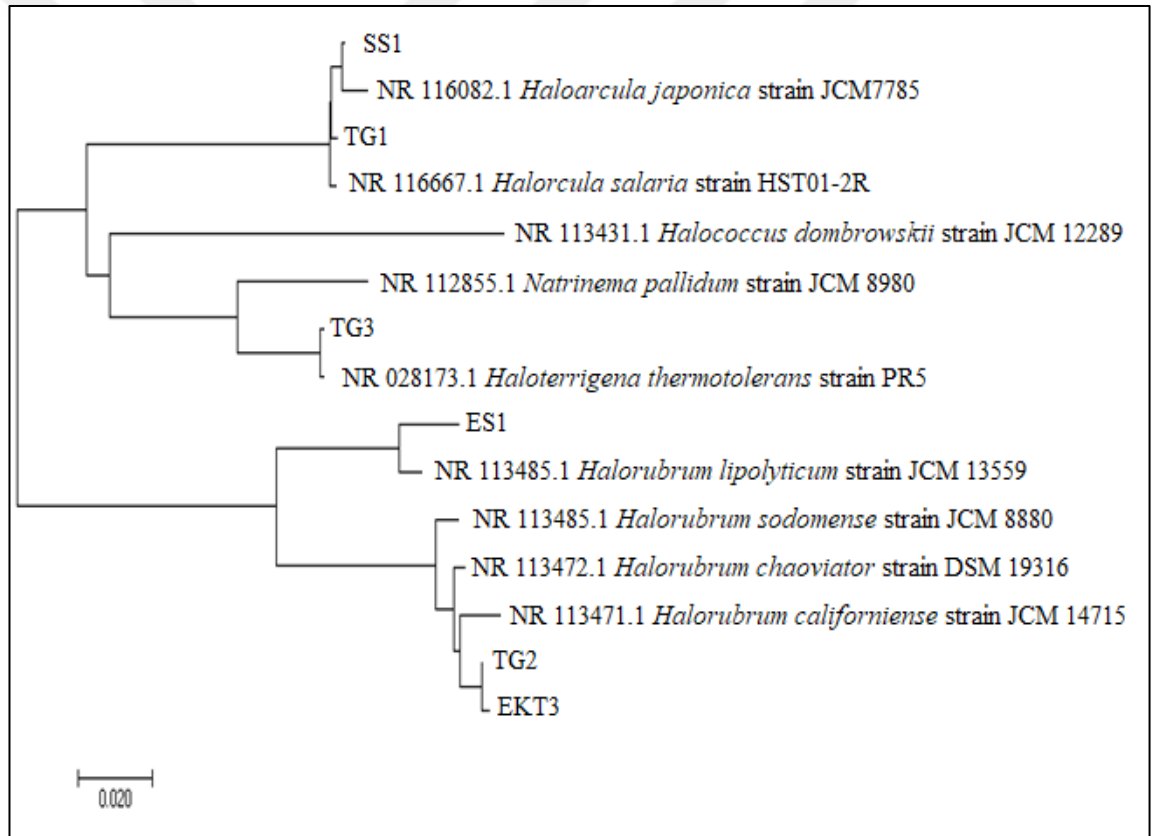 SS1
NR 116082.1 Haloarcula japonica strain JCM7785
TG1
NR 116667.1 Halorcula salaria strain HST01-2R
NR 113431.1 Halococcus dombrowskii strain JCM 12289
NR 112855.1 Natrinema pallidum strain JCM 8980
TG3
NR 028173.1 Haloterrigena thermotolerans strain PR5
ES1
NR 113485.1 Halorubrum lipolyticum strain JCM 13559
NR 113485.1 Halorubrum sodomense strain JCM 8880
NR 113472.1 Halorubrum chaoviator strain DSM 19316
NR 113471.1 Halorubrum californiense strain JCM 14715
TG2
EKT3
0.020